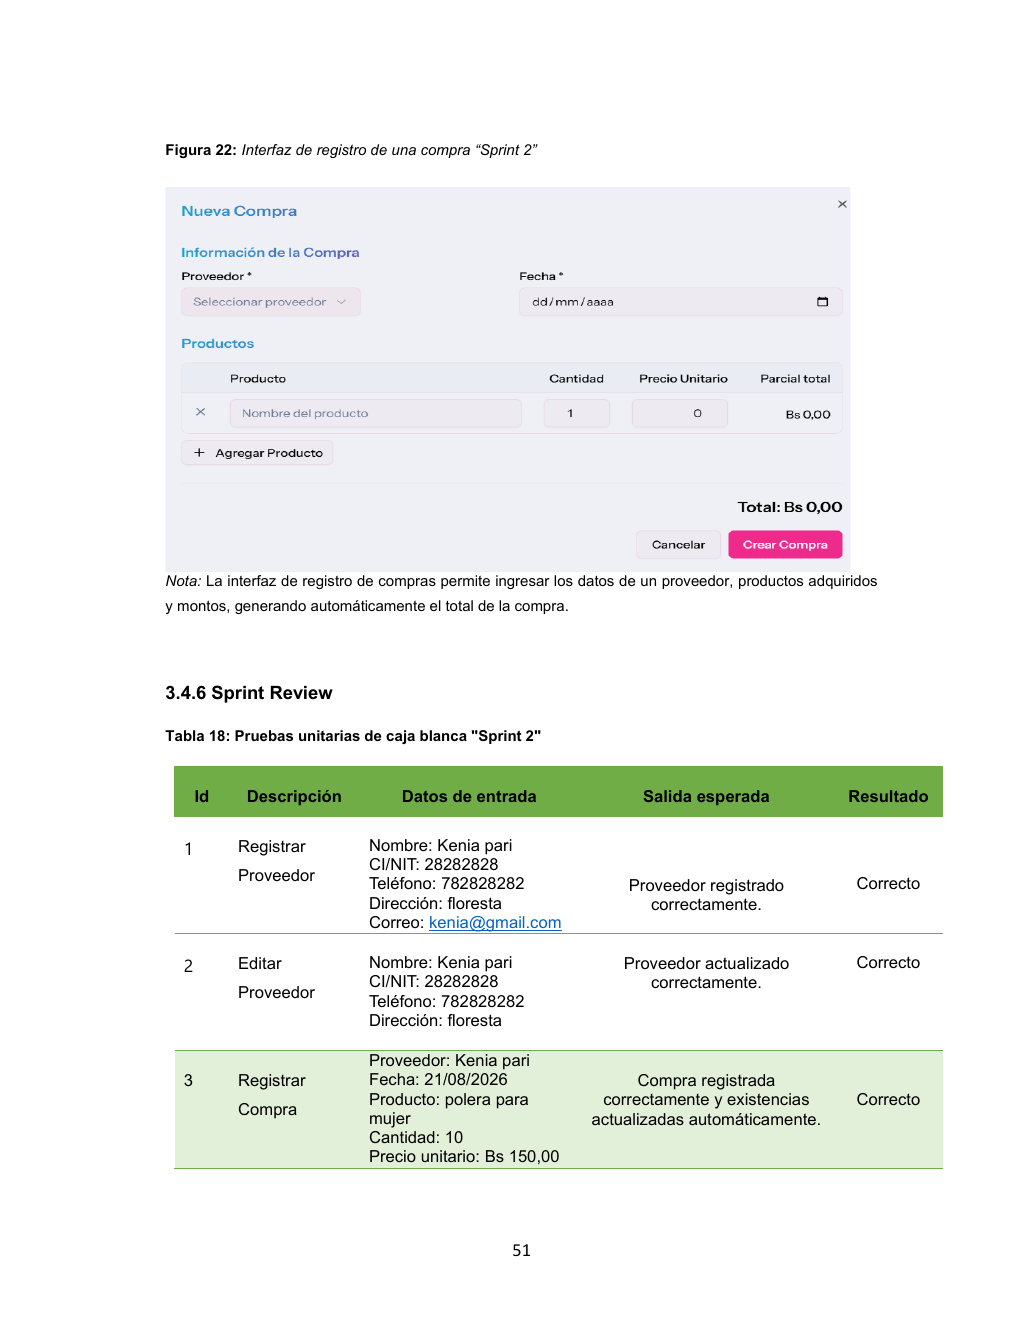 Figura 22: Interfaz de registro de una compra “Sprint 2”
Nueva Compra
Información de la Compra
Proveedor * Fecha *
Seleccionar proveedor dd/mm/aaaa
Productos
Producto Cantidad Precio Unitario Parcial total
Nombre del producto 1 0 Bs 0,00
+ Agregar Producto
Total: Bs 0,00
Cancelar Crear Compra
Nota: La interfaz de registro de compras permite ingresar los datos de un proveedor, productos adquiridos
y montos, generando automáticamente el total de la compra.
3.4.6 Sprint Review
Tabla 18: Pruebas unitarias de caja blanca "Sprint 2"
Id Descripción Datos de entrada Salida esperada Resultado
1
Registrar
Proveedor
Nombre: Kenia pari
CI/NIT: 28282828
Teléfono: 782828282
Dirección: floresta
Correo: kenia@gmail.com
Proveedor registrado
correctamente.
Correcto
2
Editar
Proveedor
Nombre: Kenia pari
CI/NIT: 28282828
Teléfono: 782828282
Dirección: floresta
Proveedor actualizado
correctamente.
Correcto
3
Registrar
Compra
Proveedor: Kenia pari
Fecha: 21/08/2026
Producto: polera para
mujer
Cantidad: 10
Precio unitario: Bs 150,00
Compra registrada
correctamente y existencias
actualizadas automáticamente.
Correcto
51